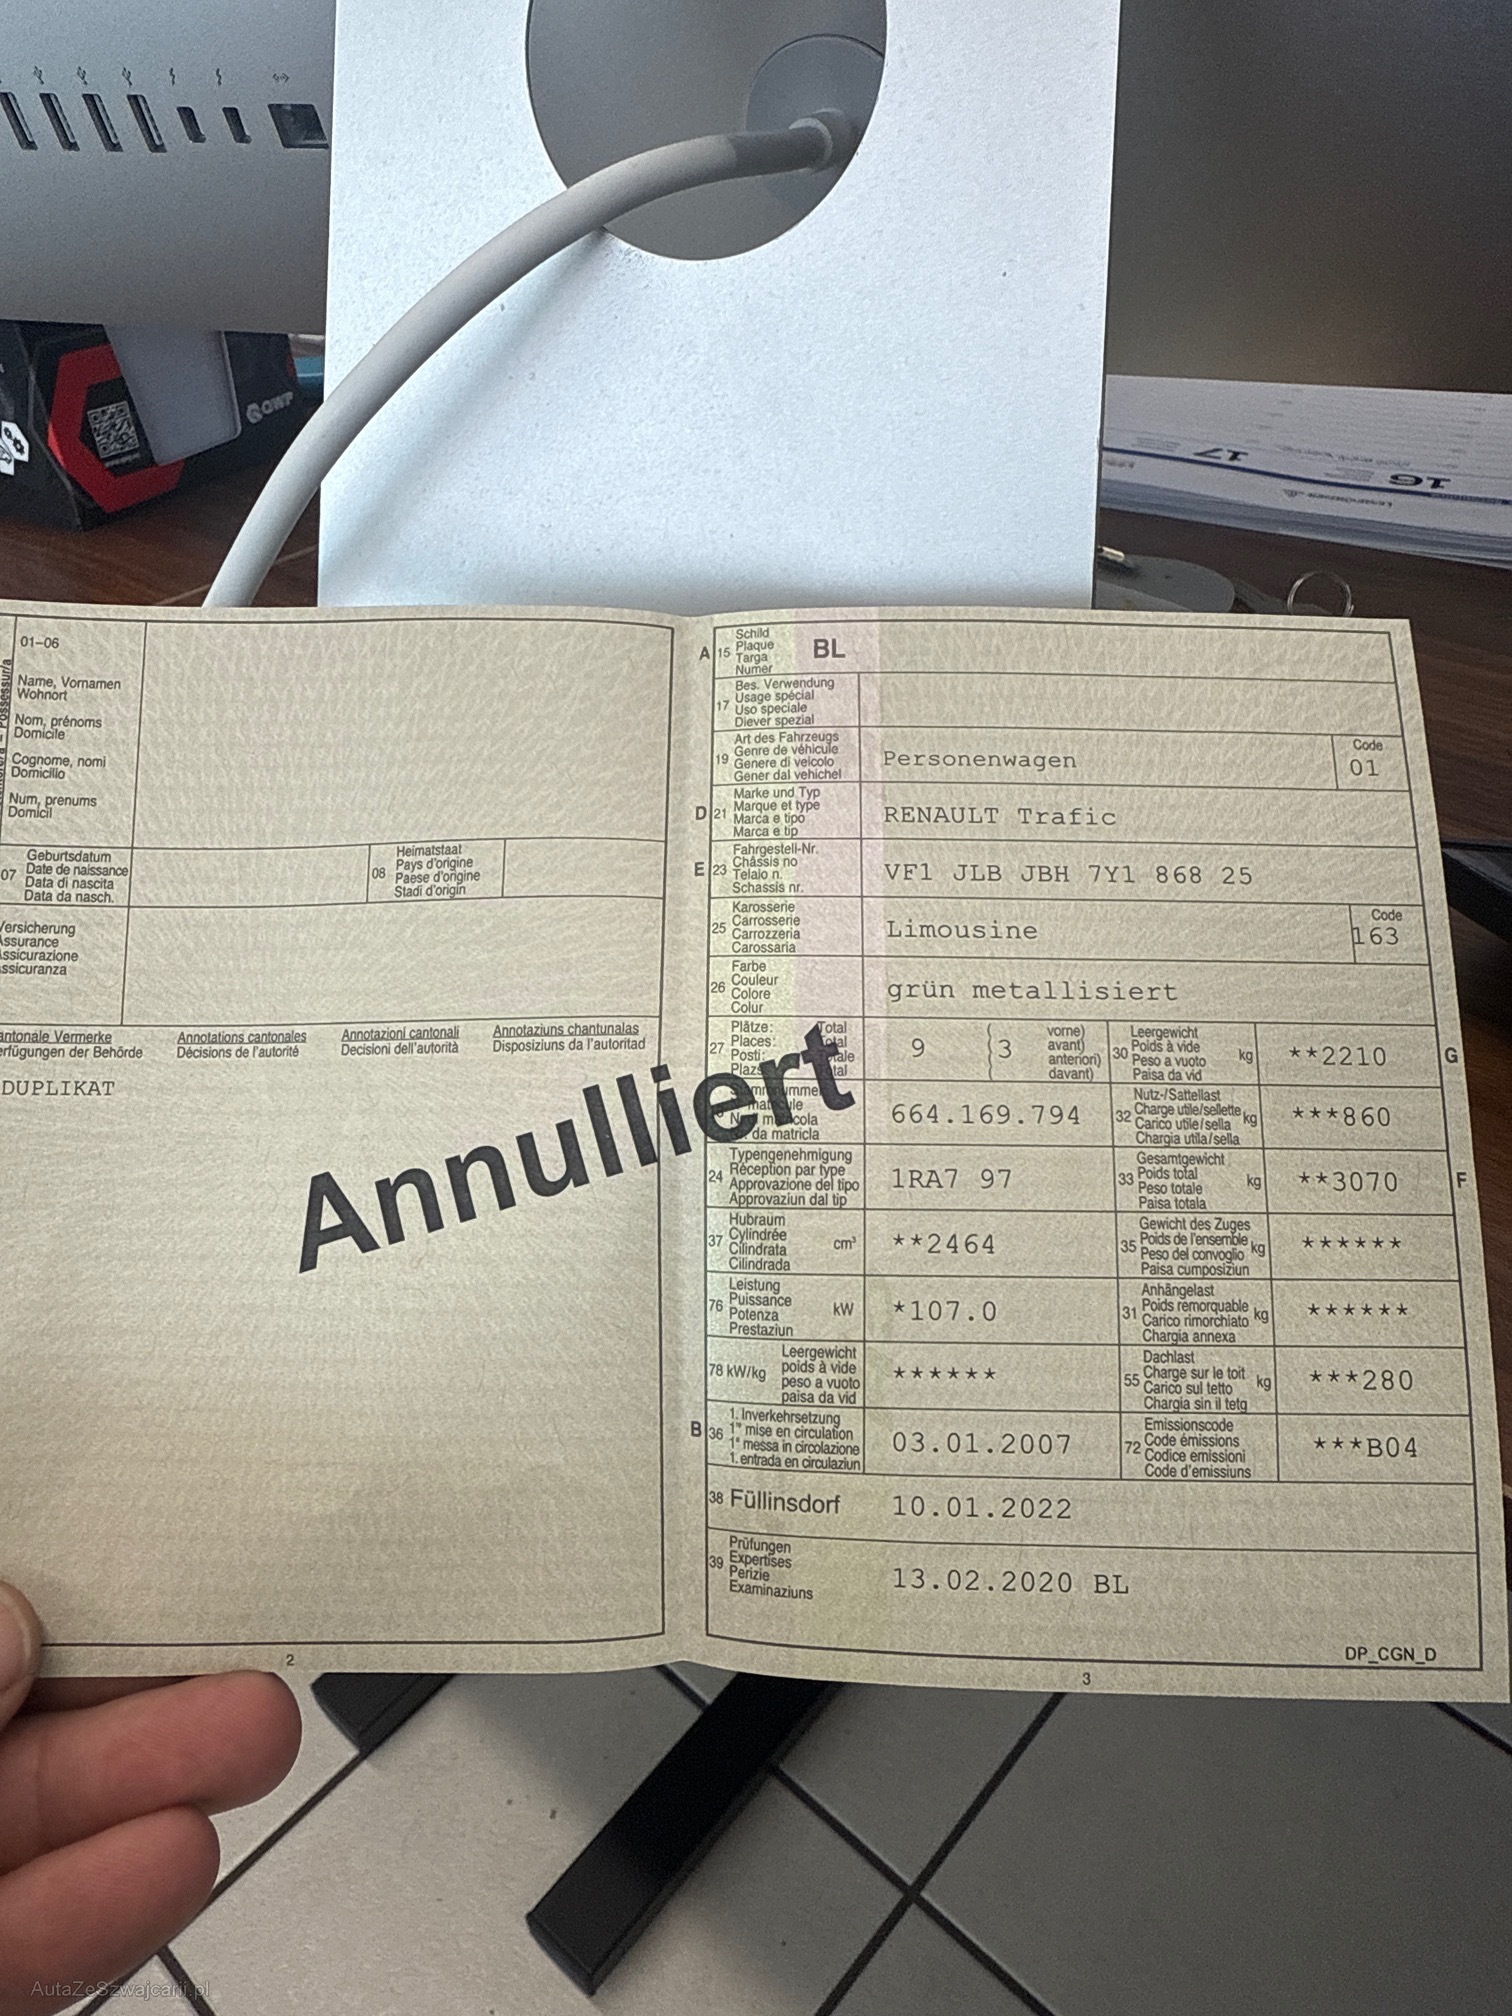 GWP
17
16
01-06
Name, Vornamen
Wohnort
Nom, prénoms
Domicile
Cognome, nomi
Domicilio
Num, prenums
Domicil
07
Geburtsdatum
Date de naissance
Data di nascita
Data da nasch.
08
Heimatstaat
Pays d'origine
Paese d'origine
Stadi d'origin
Annotations cantonales
Décisions de l'autorité
Annotazioni cantonali
Decisioni dell'autorità
Annotaziuns chantunalas
Disposiziuns da l'autoritad
DUPLIKAT
Annulliert
2
A 15
Schild
Plaque
Targa
Numer
BL
17
Bes. Verwendung
Usage spécial
Uso speciale
Diever spezial
19
Art des Fahrzeugs
Genre de véhicule
Genere di veicolo
Gener dal vehichel
Personenwagen
Code
01
D 21
Marke und Typ
Marque et type
Marca e tipo
Marca e tip
RENAULT Trafic
E 23
Fahrgestell-Nr.
Châssis no
Telaio n.
Schassis nr.
VF1 JLB JBH 7Y1 868 25
25
Karosserie
Carrosserie
Carrozzeria
Carossaria
Limousine
Code
163
26
Farbe
Couleur
Colore
Colur
grün metallisiert
27
Plätze: Total
Places:
Posti:
9
(3
vorne)
avant)
anteriori)
davant)
30
Leergewicht
Poids à vide
Peso a vuoto
Paisa da vid
kg
**2210
G
da matricla
664.169.794
32
Nutz-/Sattellast
Charge utile/sellette
Carico utile/sella
Chargia utila/sella
kg
***860
24
Typengenehmigung
Réception par type
Approvazione del tipo
Approvaziun dal tip
1RA7 97
33
Gesamtgewicht
Poids total
Peso totale
Paisa totala
kg
**3070
F
37
Hubraum
Cylindrée
Cilindrata
Cilindrada
cm³
**2464
35
Gewicht des Zuges
Poids de l'ensemble
Peso del convoglio
Paisa cumposiziun
kg
******
76
Leistung
Puissance
Potenza
Prestaziun
kW
*107.0
31
Anhängelast
Poids remorquable
Carico rimorchiato
Chargia annexa
kg
******
78 kW/kg
Leergewicht
poids à vide
peso a vuoto
paisa da vid
******
55
Dachlast
Charge sur le toit
Carico sul tetto
Chargia sin il tetg
kg
***280
B 36
1. Inverkehrsetzung
1re mise en circulation
1a messa in circolazione
1. entrada en circulaziun
03.01.2007
72
Emissionscode
Code émissions
Codice emissioni
Code d'emissiuns
***B04
38 Füllinsdorf
10.01.2022
39
Prüfungen
Expertises
Perizie
Examinaziuns
13.02.2020 BL
DP_CGN_D
3
AutaZeSzwajcarii.pl